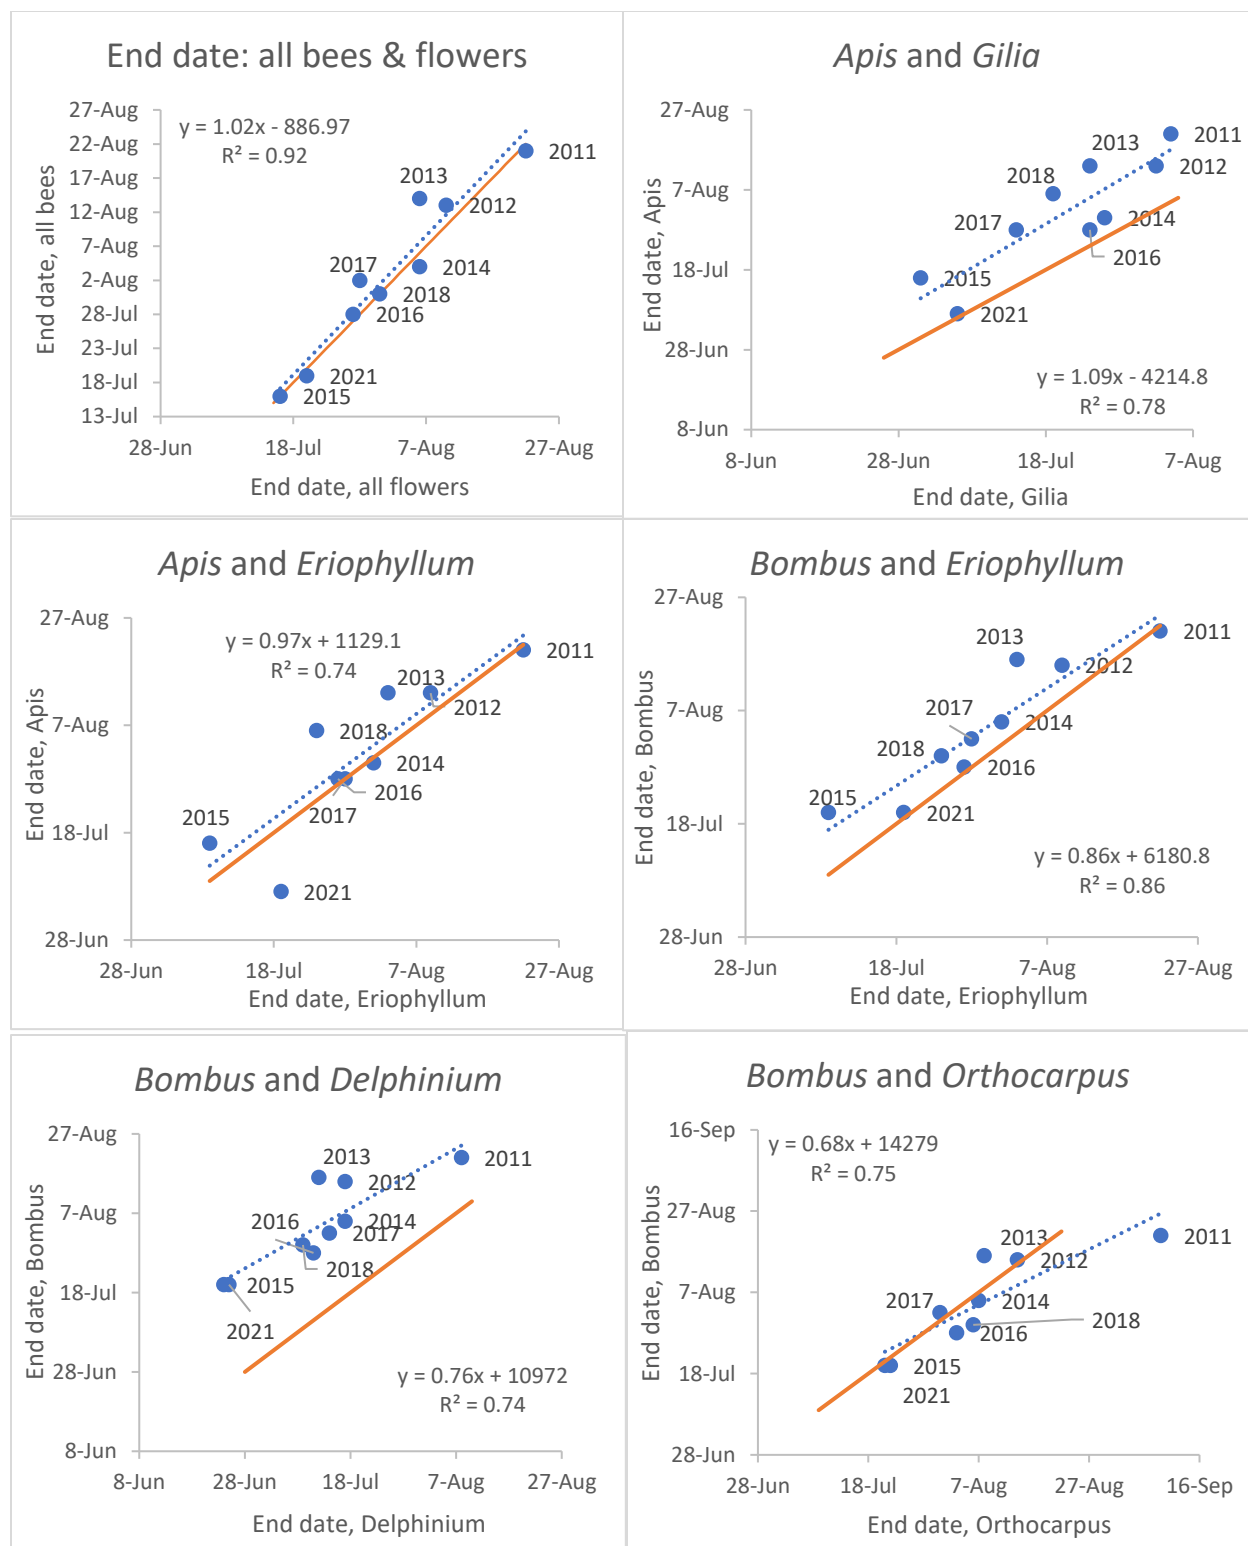 End date: all bees & flowers
27-Aug
22-Aug
17-Aug
12-Aug
7-Aug
2-Aug
28-Jul
23-Jul
18-Jul
13-Jul
End date, all bees
y = 1.02x - 886.97
R² = 0.92
2011
2013
2012
2017
2014
2018
2016
2021
2015
28-Jun 18-Jul 7-Aug 27-Aug
End date, all flowers
Apis and Gilia
27-Aug
7-Aug
18-Jul
28-Jun
8-Jun
End date, Apis
2011
2013
2012
2018
2014
2017
2016
2015
2021
y = 1.09x - 4214.8
R² = 0.78
8-Jun 28-Jun 18-Jul 7-Aug
End date, Gilia
Apis and Eriophyllum
27-Aug
7-Aug
18-Jul
28-Jun
End date, Apis
y = 0.97x + 1129.1
R² = 0.74
2011
2013
2012
2018
2014
2016
2017
2015
2021
28-Jun 18-Jul 7-Aug 27-Aug
End date, Eriophyllum
Bombus and Eriophyllum
27-Aug
7-Aug
18-Jul
28-Jun
End date, Bombus
2011
2013
2012
2017
2014
2018
2016
2015
2021
y = 0.86x + 6180.8
R² = 0.86
28-Jun 18-Jul 7-Aug 27-Aug
End date, Eriophyllum
Bombus and Delphinium
27-Aug
7-Aug
18-Jul
28-Jun
8-Jun
End date, Bombus
2013
2011
2012
2016
2014
2017
2018
2015
2021
y = 0.76x + 10972
R² = 0.74
8-Jun 28-Jun 18-Jul 7-Aug 27-Aug
End date, Delphinium
Bombus and Orthocarpus
16-Sep
27-Aug
7-Aug
18-Jul
28-Jun
End date, Bombus
y = 0.68x + 14279
R² = 0.75
2013
2011
2012
2017
2014
2018
2016
2015
2021
28-Jun 18-Jul 7-Aug 27-Aug 16-Sep
End date, Orthocarpus